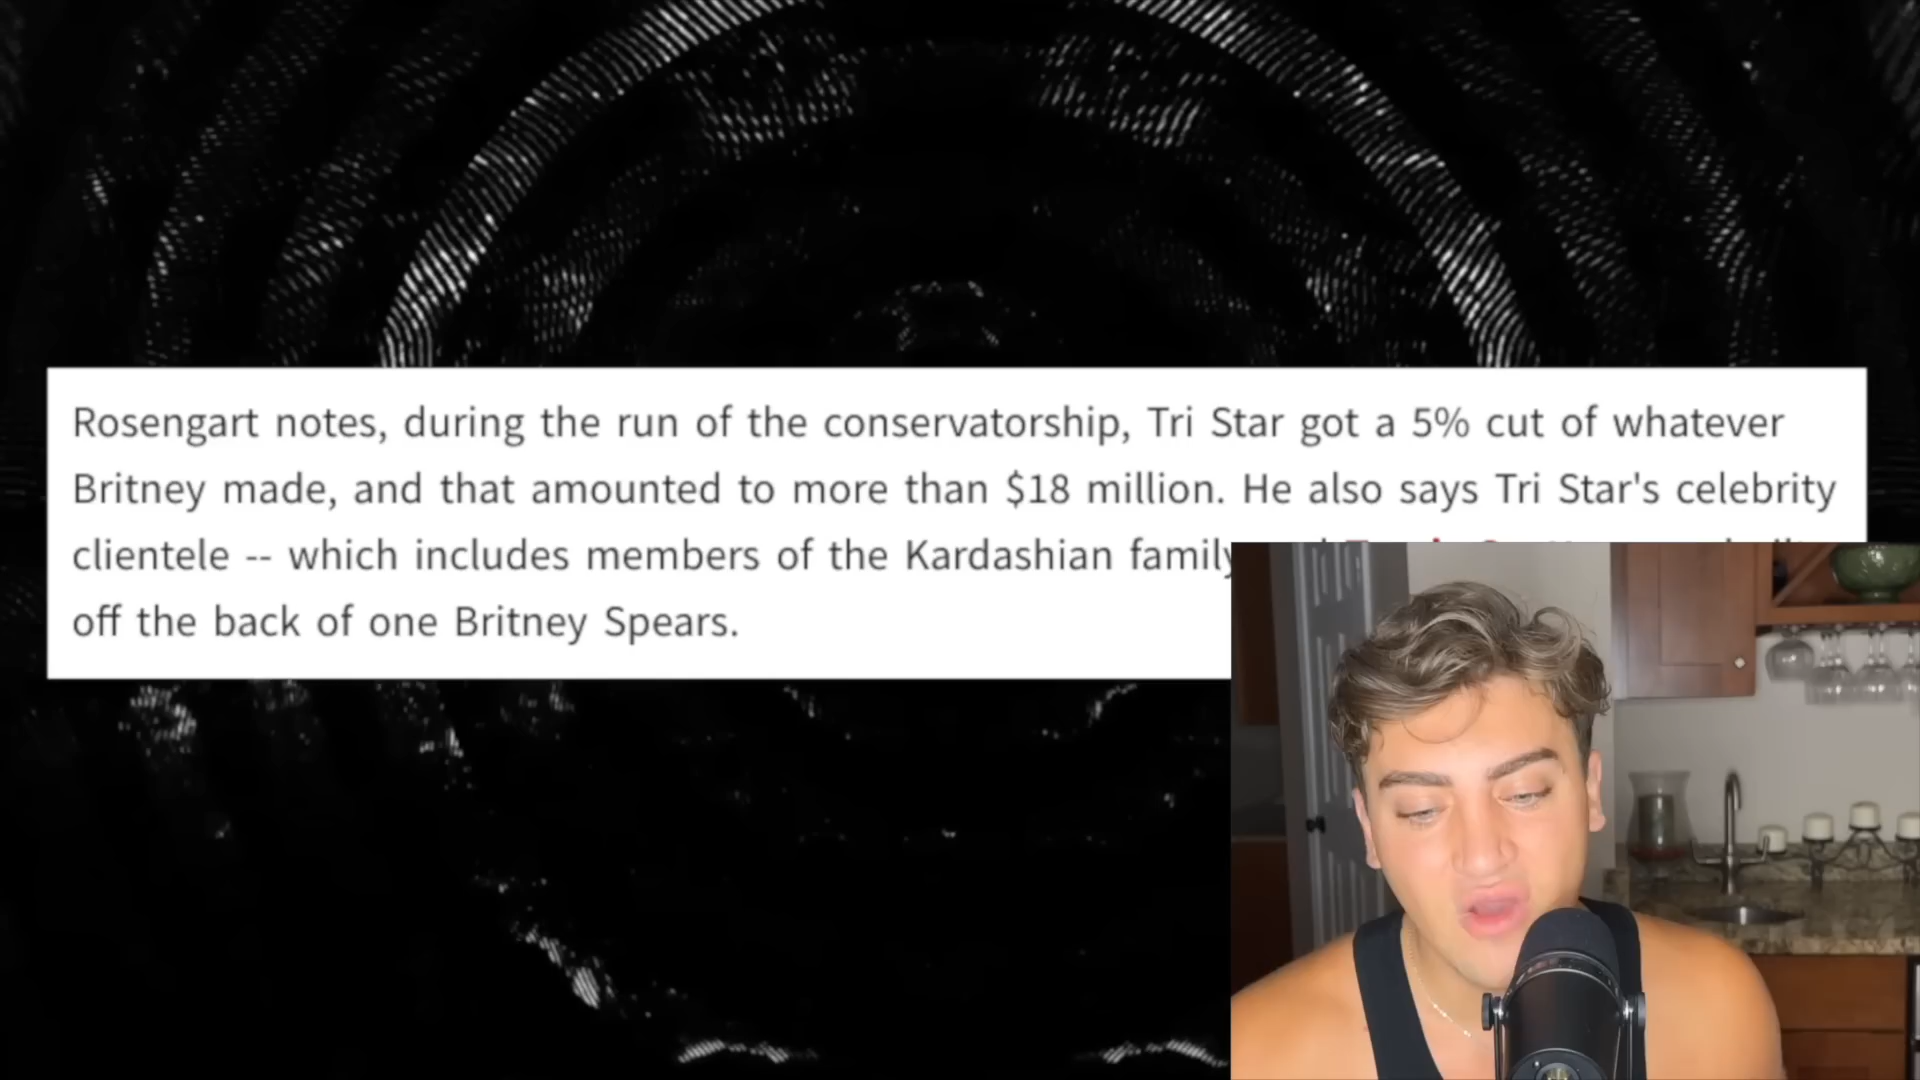 Rosengart notes, during the run of the conservatorship, Tri Star got a 5% cut of whatever
Britney made, and that amounted to more than $18 million. He also says Tri Star's celebrity
clientele -- which includes members of the Kardashian family
off the back of one Britney Spears.